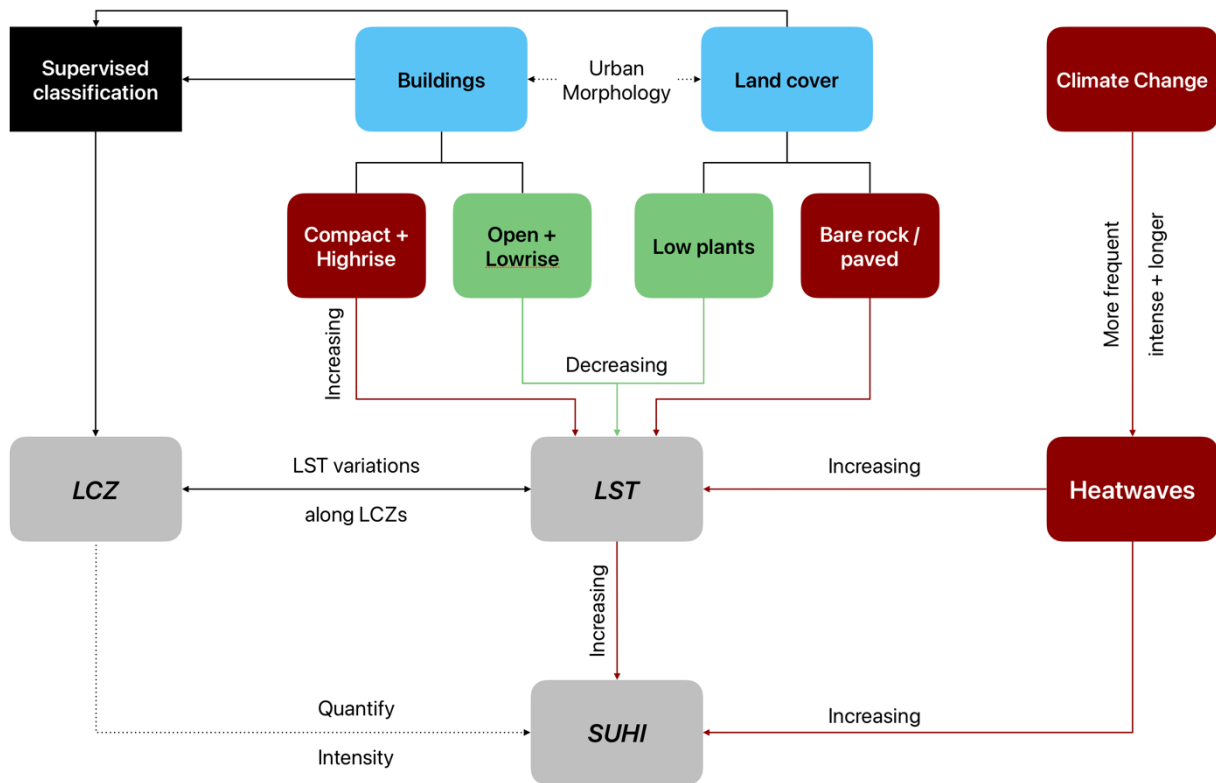 Supervised
classification
Buildings
Urban
Morphology
Land cover
Climate Change
Compact +
Highrise
Open +
Lowrise
Low plants
Bare rock /
paved
More frequent
intense + longer
Increasing
Decreasing
LCZ
LST variations
along LCZs
LST
Increasing
Heatwaves
Increasing
Quantify
Intensity
SUHI
Increasing